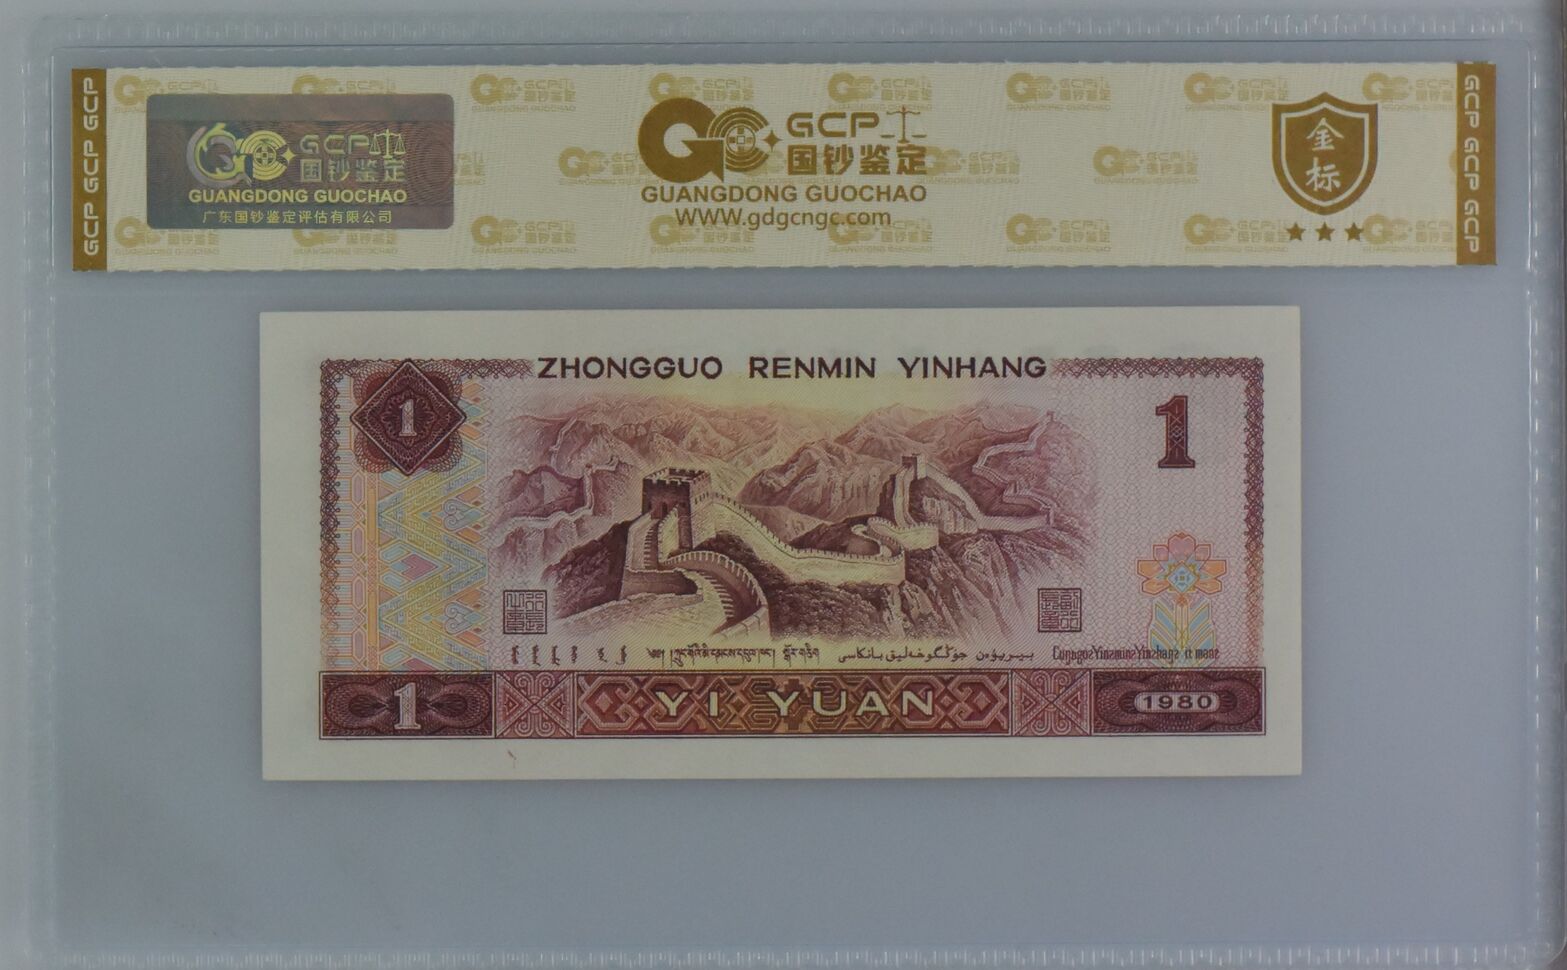 GCP GCP GCP
GCP 国钞鉴定
GUANGDONG GUOCHAO
广东国钞鉴定评估有限公司
GCP
国钞鉴定
GUANGDONG GUOCHAO
WWW.gdgcngc.com
金标
GCP GCP GCP
ZHONGGUO RENMIN YINHANG
1
1
YI YUAN
1
1980